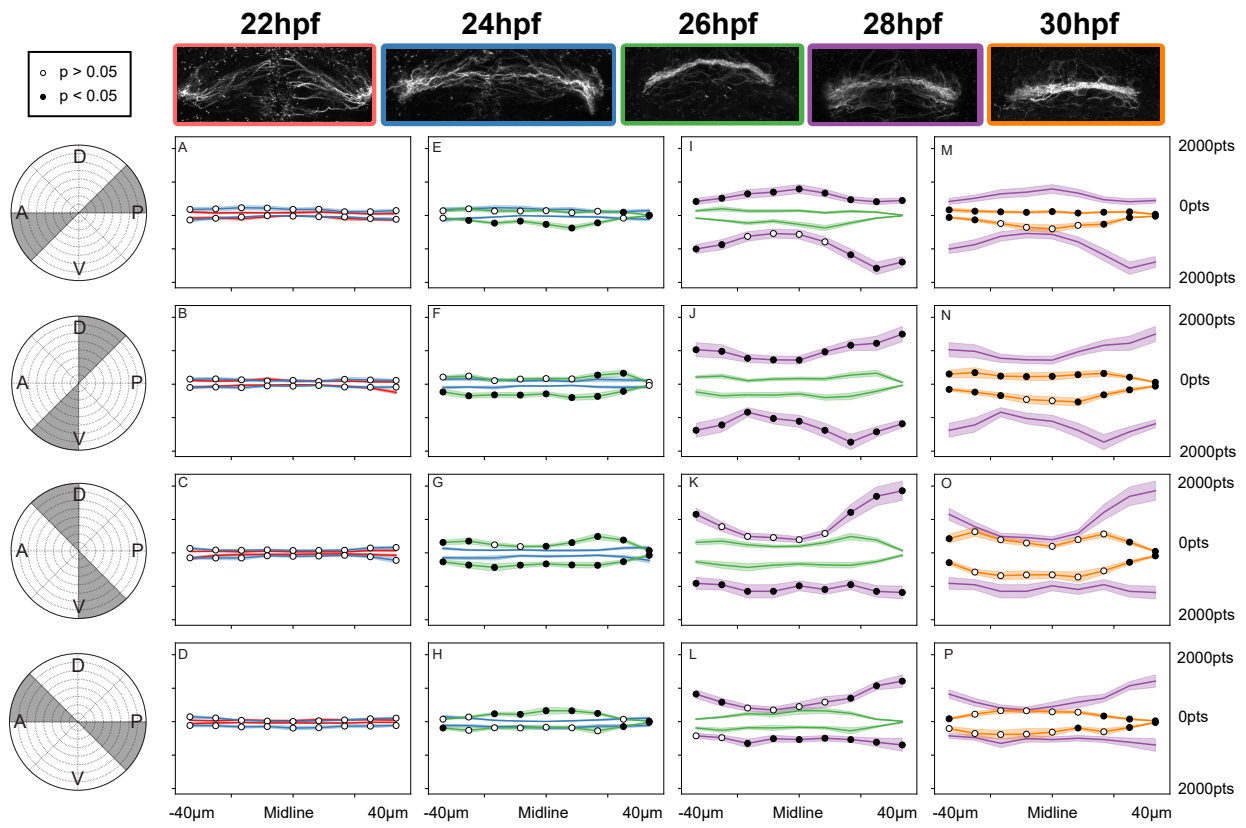 22hpf 24hpf 26hpf 28hpf 30hpf
p > 0.05
p < 0.05
D
A P
V
A E I M
2000pts
0pts
2000pts
D
A P
V
B F J N
2000pts
0pts
2000pts
D
A P
V
C G K O
2000pts
0pts
2000pts
D
A P
V
D H L P
2000pts
0pts
2000pts
-40µm Midline 40µm -40µm Midline 40µm -40µm Midline 40µm -40µm Midline 40µm